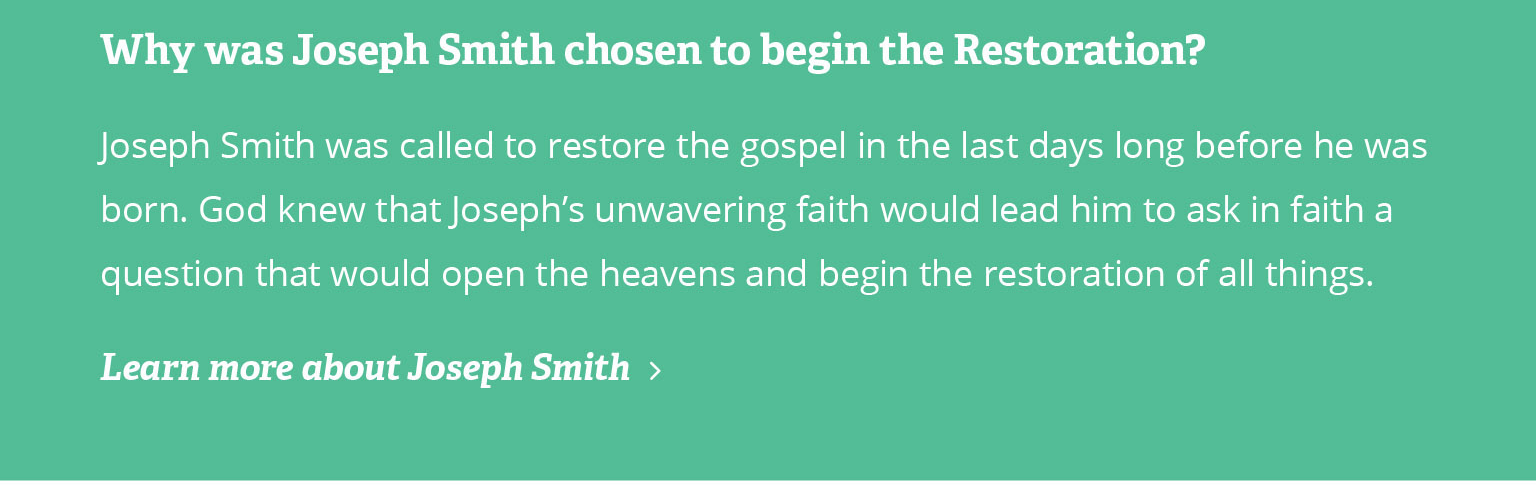 Why was Joseph Smith chosen to begin the Restoration?
Joseph Smith was called to restore the gospel in the last days long before he was
born. God knew that Joseph’s unwavering faith would lead him to ask in faith a
question that would open the heavens and begin the restoration of all things.
Learn more about Joseph Smith ›